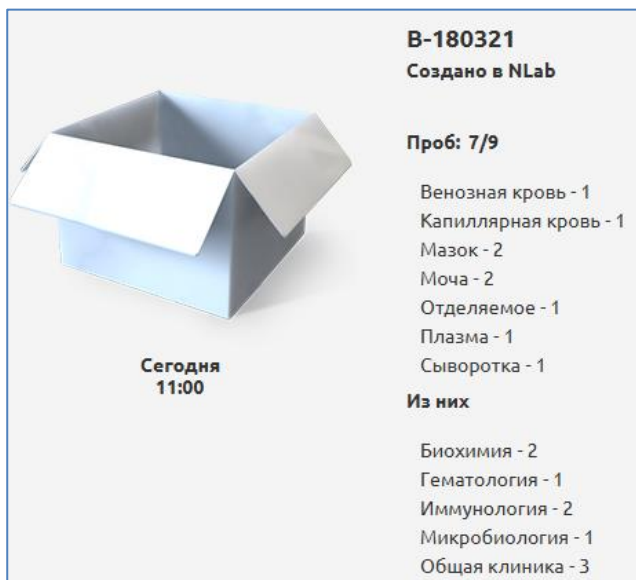 B-180321
Создано в NLab
Проб: 7/9
Венозная кровь - 1
Капиллярная кровь - 1
Мазок - 2
Моча - 2
Отделяемое - 1
Плазма - 1
Сыворотка - 1
Сегодня
11:00
Из них
Биохимия - 2
Гематология - 1
Иммунология - 2
Микробиология - 1
Общая клиника - 3